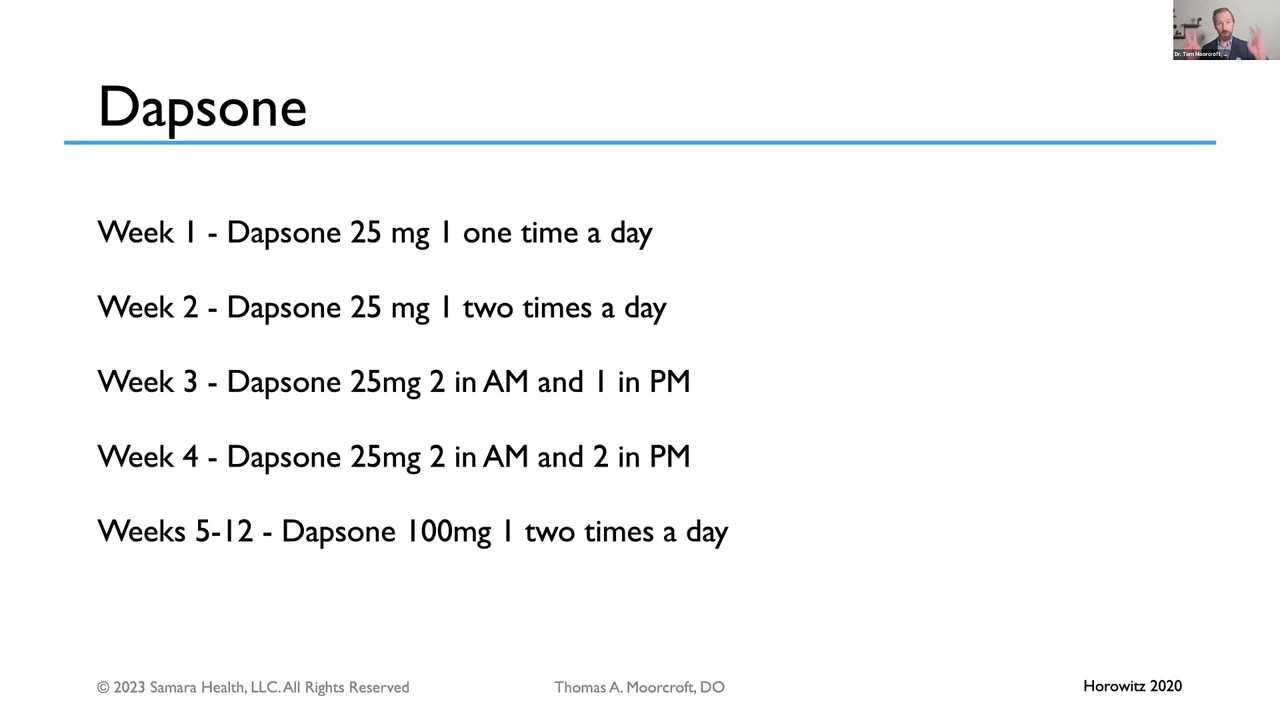 Dr. Tom Moorcroft, ...
Dapsone
Week 1 - Dapsone 25 mg 1 one time a day
Week 2 - Dapsone 25 mg 1 two times a day
Week 3 - Dapsone 25mg 2 in AM and 1 in PM
Week 4 - Dapsone 25mg 2 in AM and 2 in PM
Weeks 5-12 - Dapsone 100mg 1 two times a day
© 2023 Samara Health, LLC. All Rights Reserved
Thomas A. Moorcroft, DO
Horowitz 2020